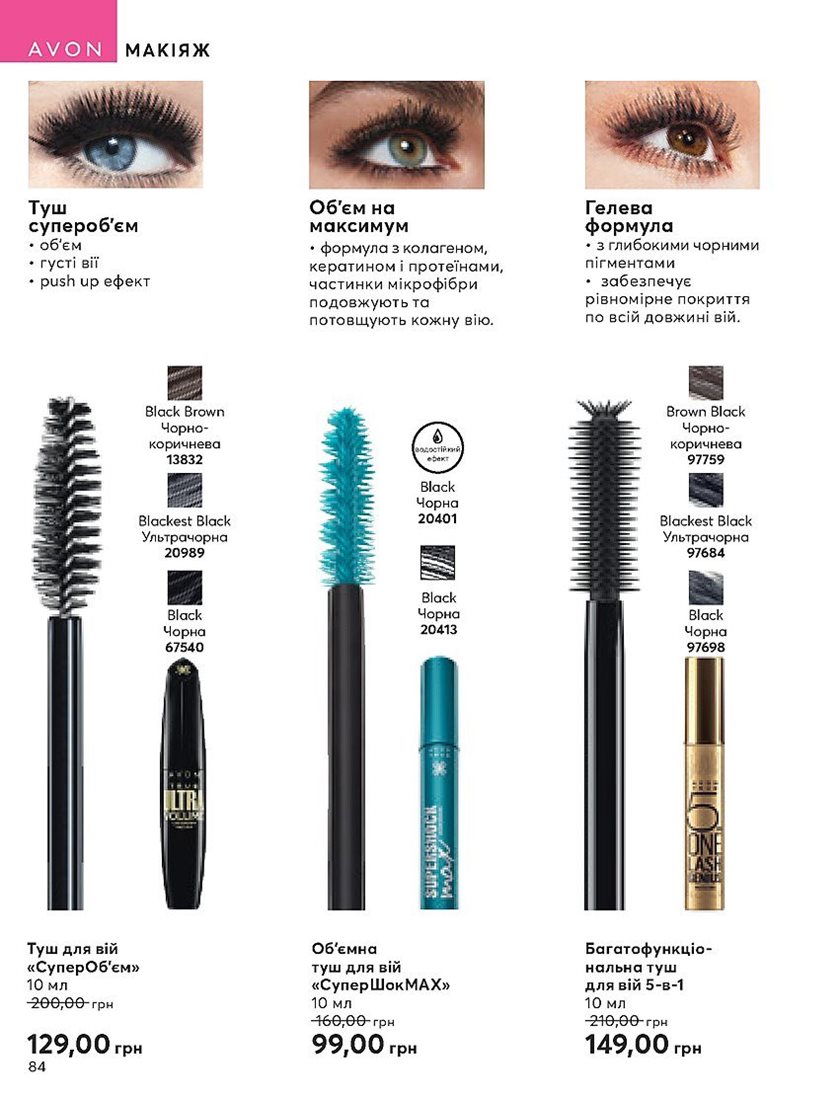 AVON МАКІЯЖ
Туш
супероб'єм
• об'єм
• густі вії
• push up ефект
Об'єм на
максимум
• формула з колагеном,
кератином і протеїнами,
частинки мікрофібри
подовжують та
потовщують кожну вію.
Гелева
формула
• з глибокими чорними
пігментами
• забезпечує
рівномірне покриття
по всій довжині вій.
Black Brown
Чорно-
коричнева
13832
Blackest Black
Ультрачорна
20989
Black
Чорна
67540
AVON
TRUE
ULTRA
VOLUME
водостійкий
ефект
Black
Чорна
20401
Black
Чорна
20413
SUPERSHOCK
max
Brown Black
Чорно-
коричнева
97759
Blackest Black
Ультрачорна
97684
Black
Чорна
97698
5
ONE
LASH
GENIUS
Туш для вій
«СуперОб'єм»
10 мл
200,00 грн
129,00 грн
Об'ємна
туш для вій
«СуперШокMAX»
10 мл
160,00 грн
99,00 грн
Багатофункціо-
нальна туш
для вій 5-в-1
10 мл
210,00 грн
149,00 грн
84